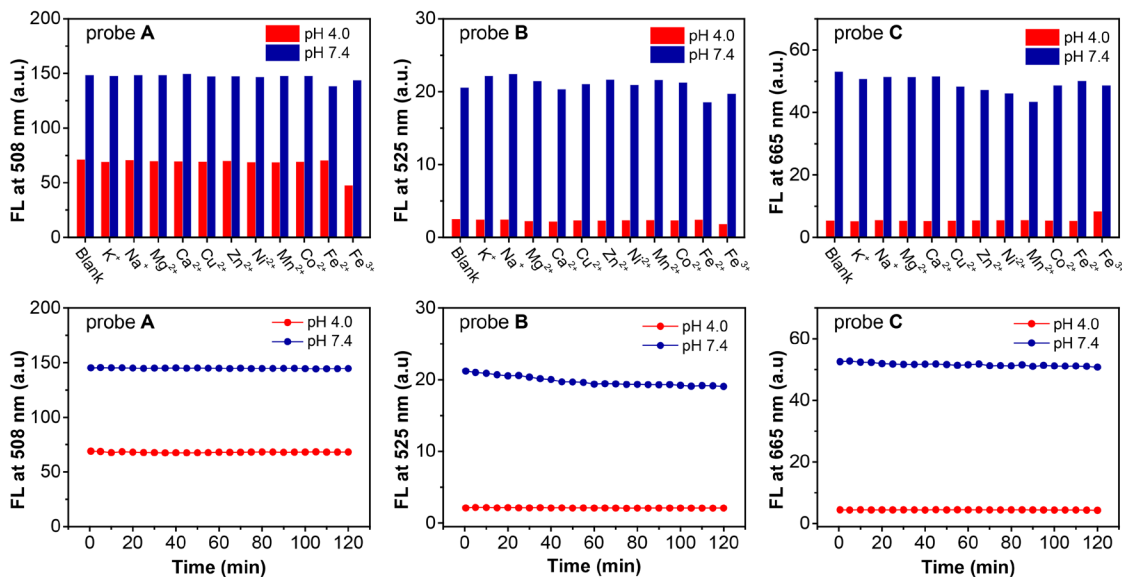 probe A
pH 4.0
pH 7.4
FL at 508 nm (a.u.)
200
150
100
50
0
Blank
K⁺
Na⁺
Mg²⁺
Ca²⁺
Cu²⁺
Zn²⁺
Ni²⁺
Mn²⁺
Co²⁺
Fe²⁺
Fe³⁺
probe B
pH 4.0
pH 7.4
FL at 525 nm (a.u.)
30
20
10
0
Blank
K⁺
Na⁺
Mg²⁺
Ca²⁺
Cu²⁺
Zn²⁺
Ni²⁺
Mn²⁺
Co²⁺
Fe²⁺
Fe³⁺
probe C
pH 4.0
pH 7.4
FL at 665 nm (a.u.)
60
40
20
0
Blank
K⁺
Na⁺
Mg²⁺
Ca²⁺
Cu²⁺
Zn²⁺
Ni²⁺
Mn²⁺
Co²⁺
Fe²⁺
Fe³⁺
probe A
pH 4.0
pH 7.4
FL at 508 nm (a.u)
200
150
100
50
0
0 20 40 60 80 100 120
Time (min)
probe B
pH 4.0
pH 7.4
FL at 525 nm (a.u)
30
20
10
0
0 20 40 60 80 100 120
Time (min)
probe C
pH 4.0
pH 7.4
FL at 665 nm (a.u)
60
40
20
0
0 20 40 60 80 100 120
Time (min)